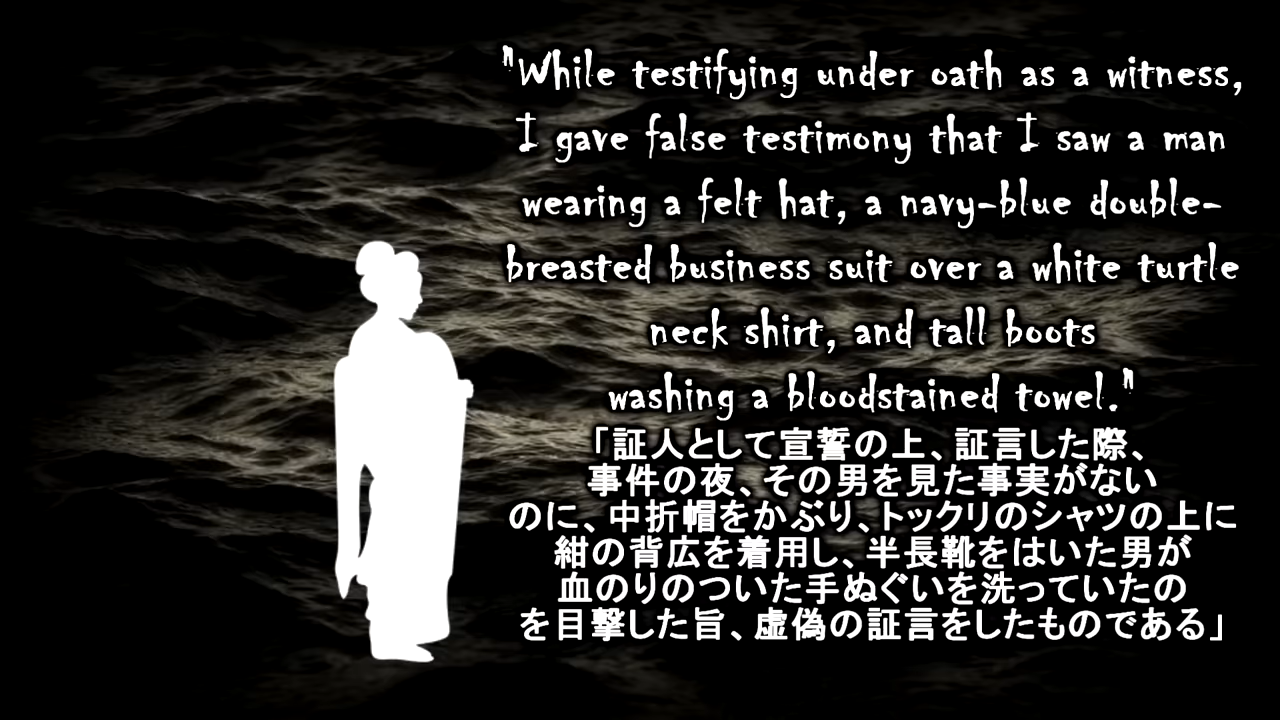 "While testifying under oath as a witness,
I gave false testimony that I saw a man
wearing a felt hat, a navy-blue double-
breasted business suit over a white turtle
neck shirt, and tall boots
washing a bloodstained towel."
「証人として宣誓の上、証言した際、
事件の夜、その男を見た事実がない
のに、中折帽をかぶり、トックリのシャツの上に
紺の背広を着用し、半長靴をはいた男が
血のりのついた手ぬぐいを洗っていたの
を目撃した旨、虚偽の証言をしたものである」